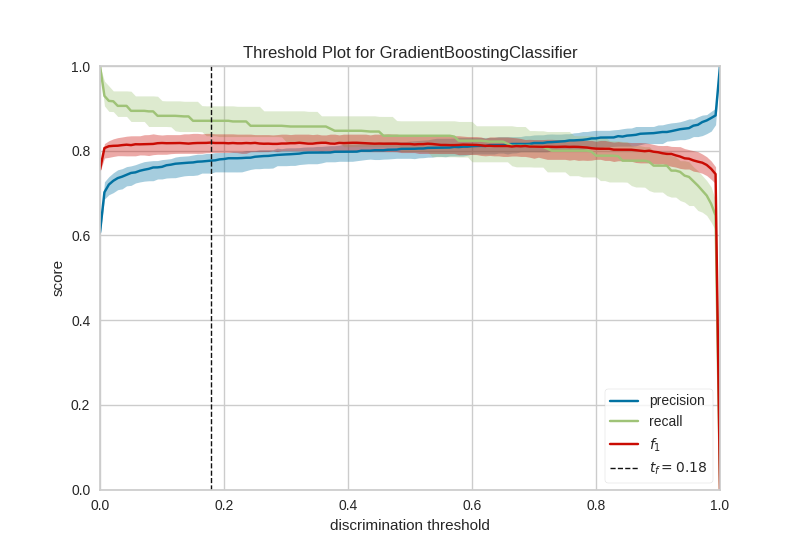 Threshold Plot for GradientBoostingClassifier
1.0
0.8
0.6
0.4
0.2
0.0
score
0.0 0.2 0.4 0.6 0.8 1.0
discrimination threshold
precision
recall
f₁
t_f = 0.18